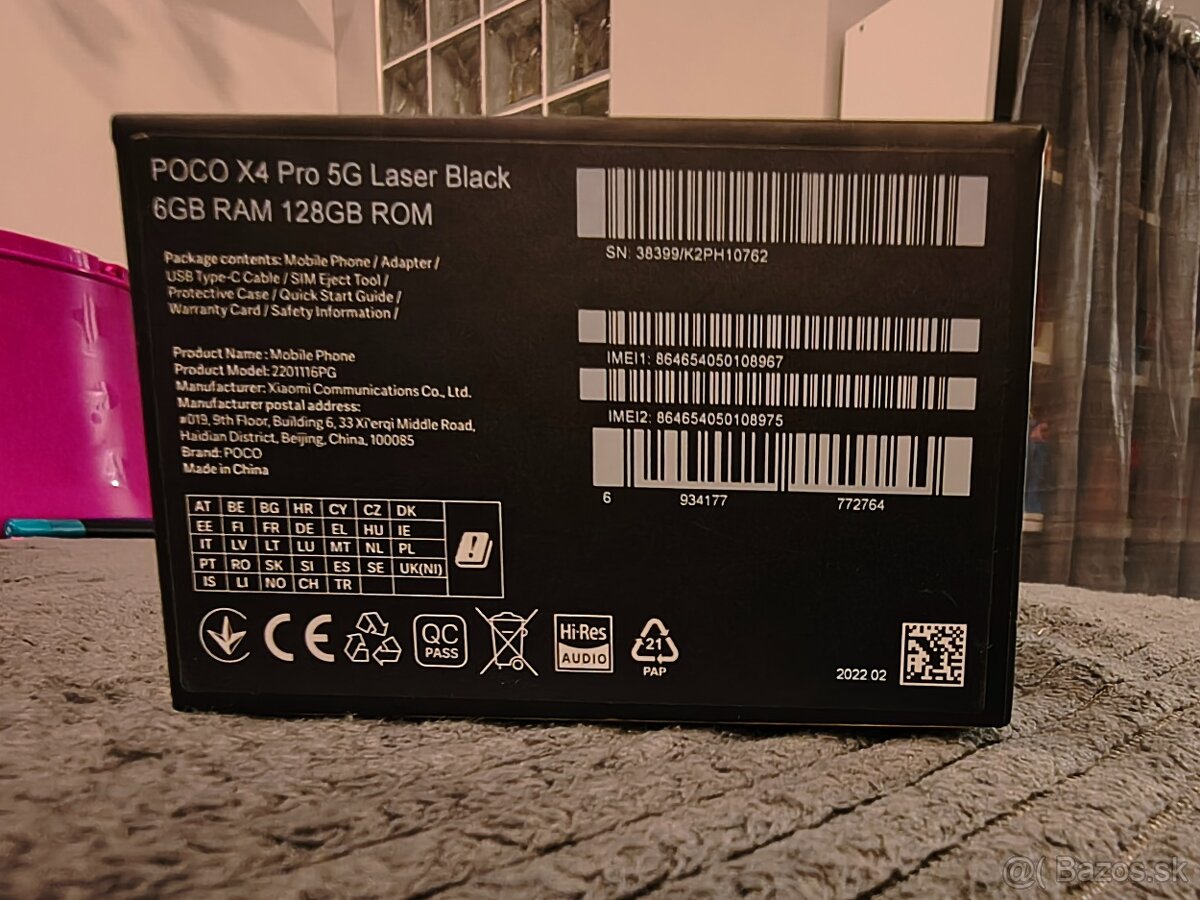 POCO X4 Pro 5G Laser Black
6GB RAM 128GB ROM
Package contents: Mobile Phone / Adapter /
USB Type-C Cable / SIM Eject Tool /
Protective Case / Quick Start Guide /
Warranty Card / Safety Information /
Product Name: Mobile Phone
Product Model: 2201116PG
Manufacturer: Xiaomi Communications Co., Ltd.
Manufacturer postal address:
#019, 9th Floor, Building 6, 33 Xi'erqi Middle Road,
Haidian District, Beijing, China, 100085
Brand: POCO
Made in China
AT BE BG HR CY CZ DK
EE FI FR DE EL HU IE
IT LV LT LU MT NL PL
PT RO SK SI ES SE UK(NI)
IS LI NO CH TR
SN: 38399/K2PH10762
IMEI1: 864654050108967
IMEI2: 864654050108975
6 934177 772764
CE
QC
PASS
Hi-Res
AUDIO
21
PAP
2022 02
@( Bazos.sk